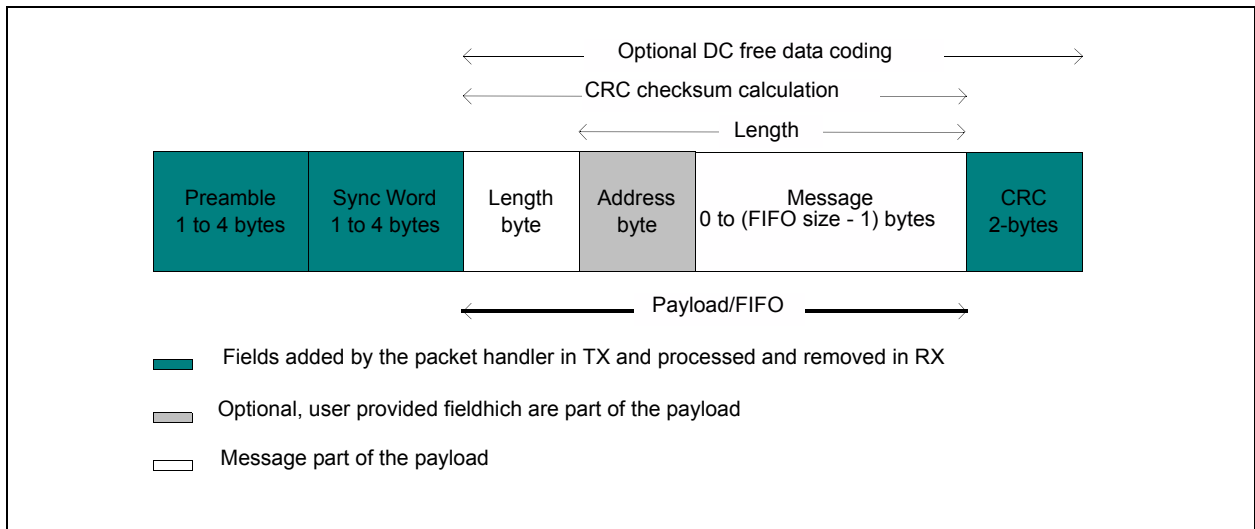 Optional DC free data coding
CRC checksum calculation
Length
Preamble
1 to 4 bytes
Sync Word
1 to 4 bytes
Length
byte
Address
byte
Message
0 to (FIFO size - 1) bytes
CRC
2-bytes
Payload/FIFO
Fields added by the packet handler in TX and processed and removed in RX
Optional, user provided fieldhich are part of the payload
Message part of the payload